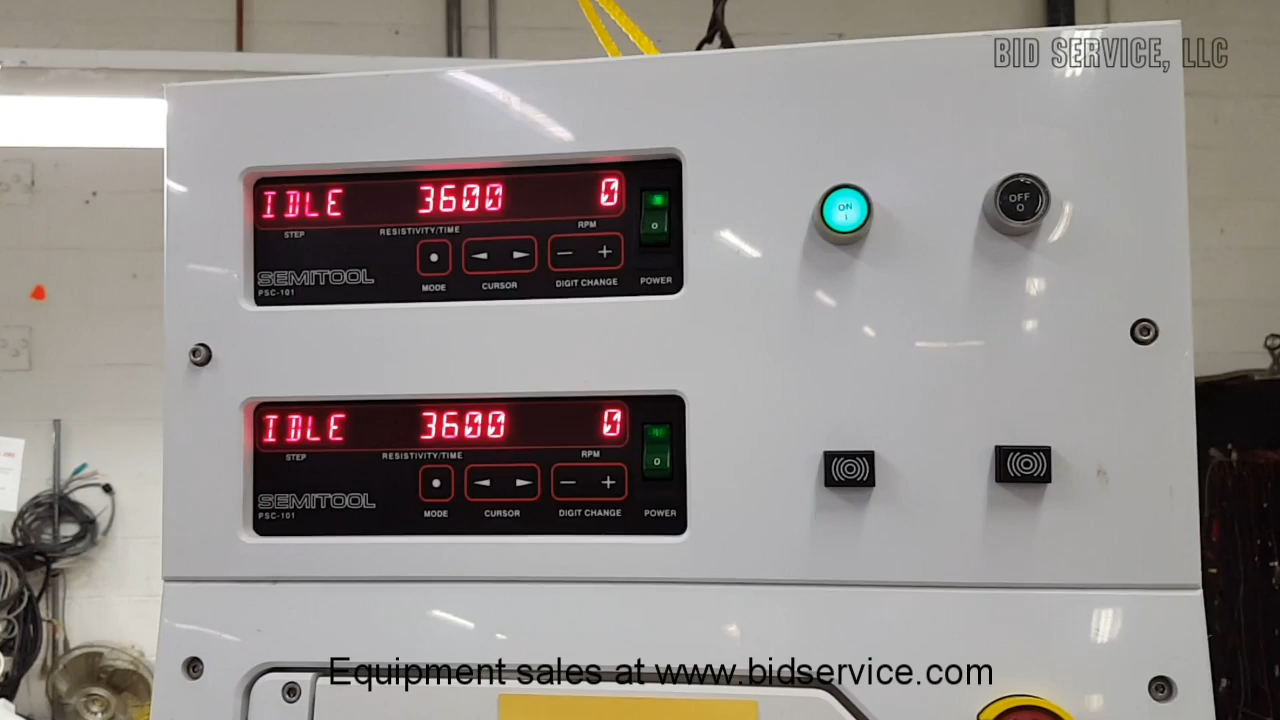 BID SERVICE, LLC
IDLE 3600 0
STEP RESISTIVITY/TIME RPM
SEMITOOL
PSC-101
MODE CURSOR DIGIT CHANGE POWER
ON
I
OFF
O
IDLE 3600 0
STEP RESISTIVITY/TIME RPM
SEMITOOL
PSC-101
MODE CURSOR DIGIT CHANGE POWER
Equipment sales at www.bidservice.com